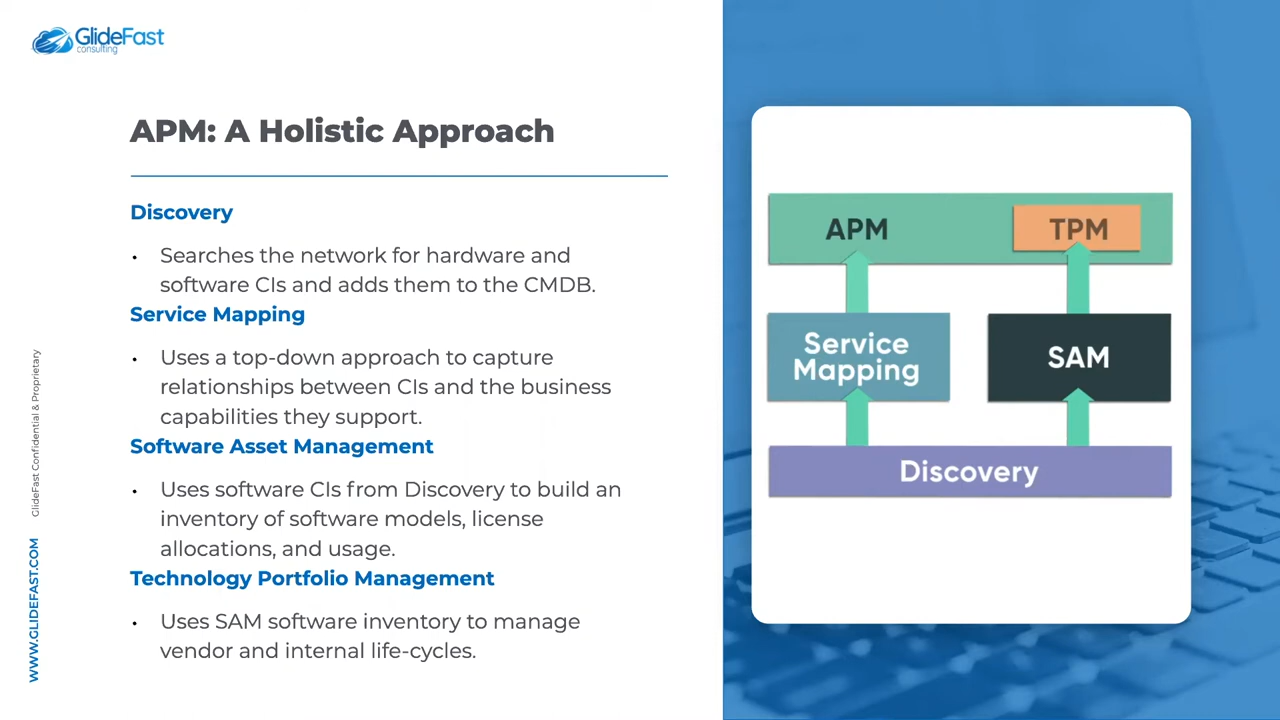 GlideFast
consulting
APM: A Holistic Approach
Discovery
• Searches the network for hardware and
software CIs and adds them to the CMDB.
Service Mapping
• Uses a top-down approach to capture
relationships between CIs and the business
capabilities they support.
Software Asset Management
• Uses software CIs from Discovery to build an
inventory of software models, license
allocations, and usage.
Technology Portfolio Management
• Uses SAM software inventory to manage
vendor and internal life-cycles.
WWW.GLIDEFAST.COM
GlideFast Confidential & Proprietary
APM
TPM
Service
Mapping
SAM
Discovery